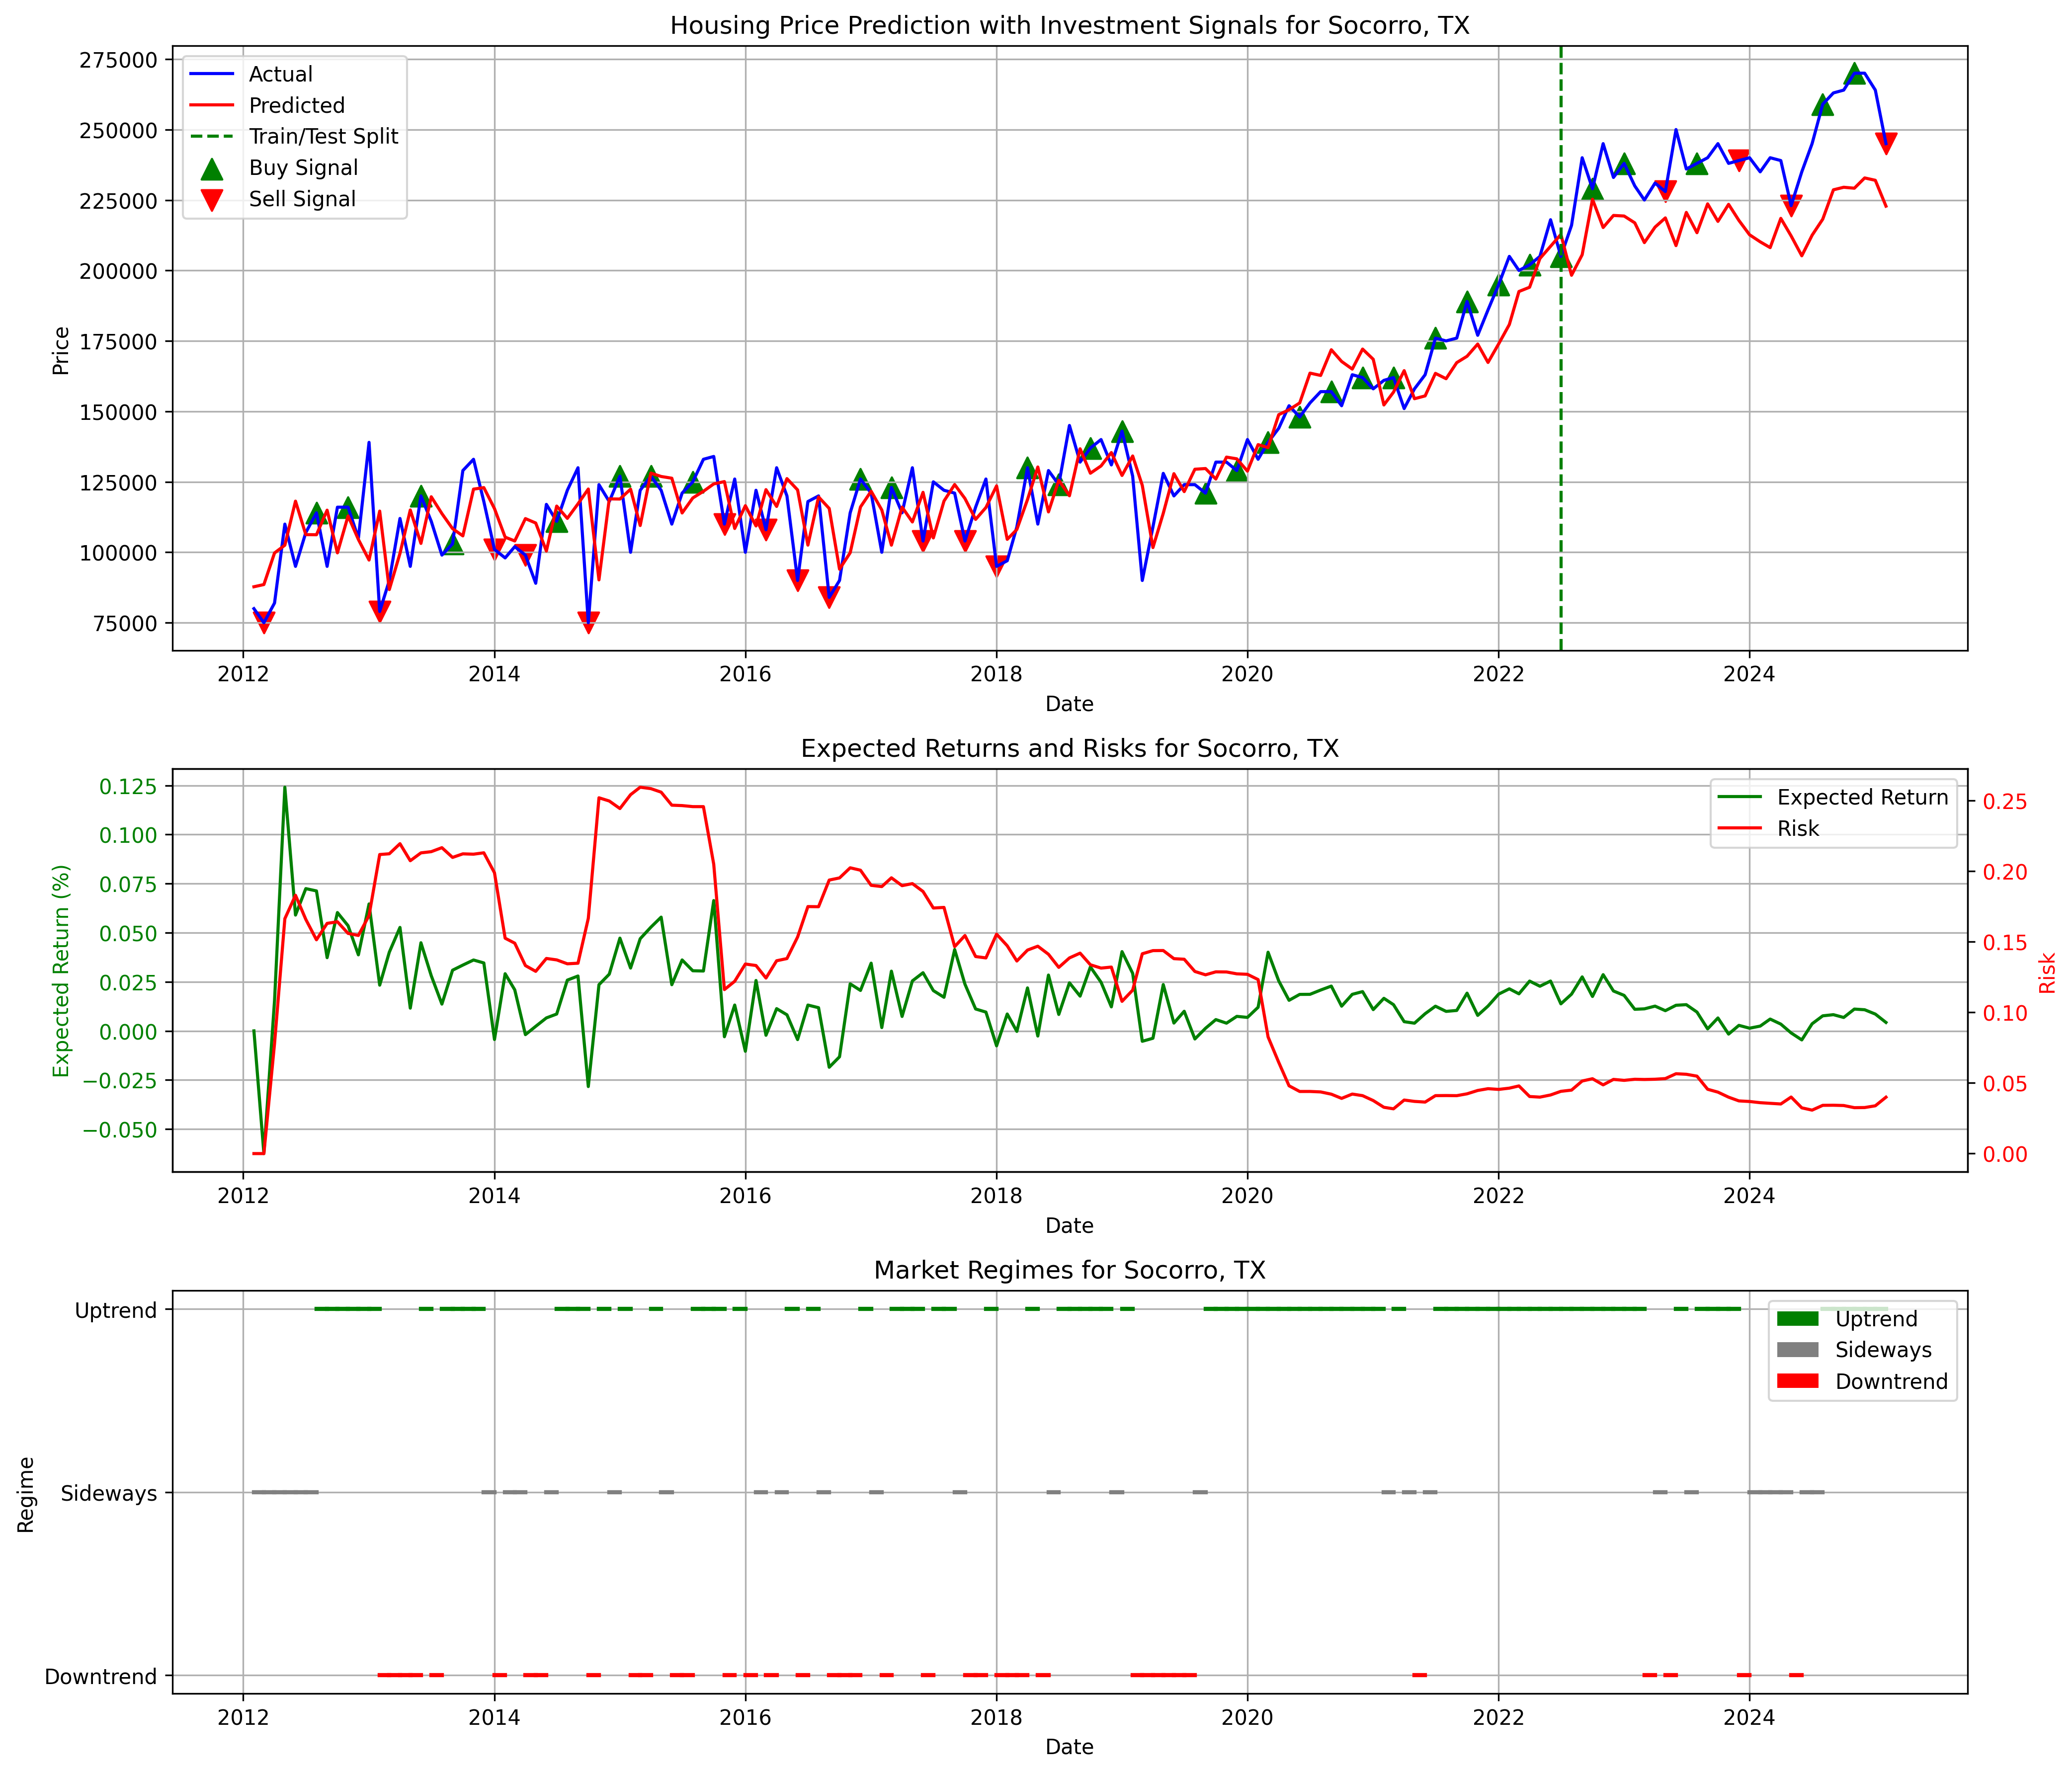 Housing Price Prediction with Investment Signals for Socorro, TX
275000
250000
225000
200000
175000
150000
125000
100000
75000
Price
Actual
Predicted
Train/Test Split
Buy Signal
Sell Signal
2012 2014 2016 2018 2020 2022 2024
Date
Expected Returns and Risks for Socorro, TX
0.125
0.100
0.075
0.050
0.025
0.000
−0.025
−0.050
Expected Return (%)
Expected Return
Risk
0.25
0.20
0.15
0.10
0.05
0.00
Risk
2012 2014 2016 2018 2020 2022 2024
Date
Market Regimes for Socorro, TX
Uptrend
Sideways
Downtrend
Regime
Uptrend
Sideways
Downtrend
2012 2014 2016 2018 2020 2022 2024
Date